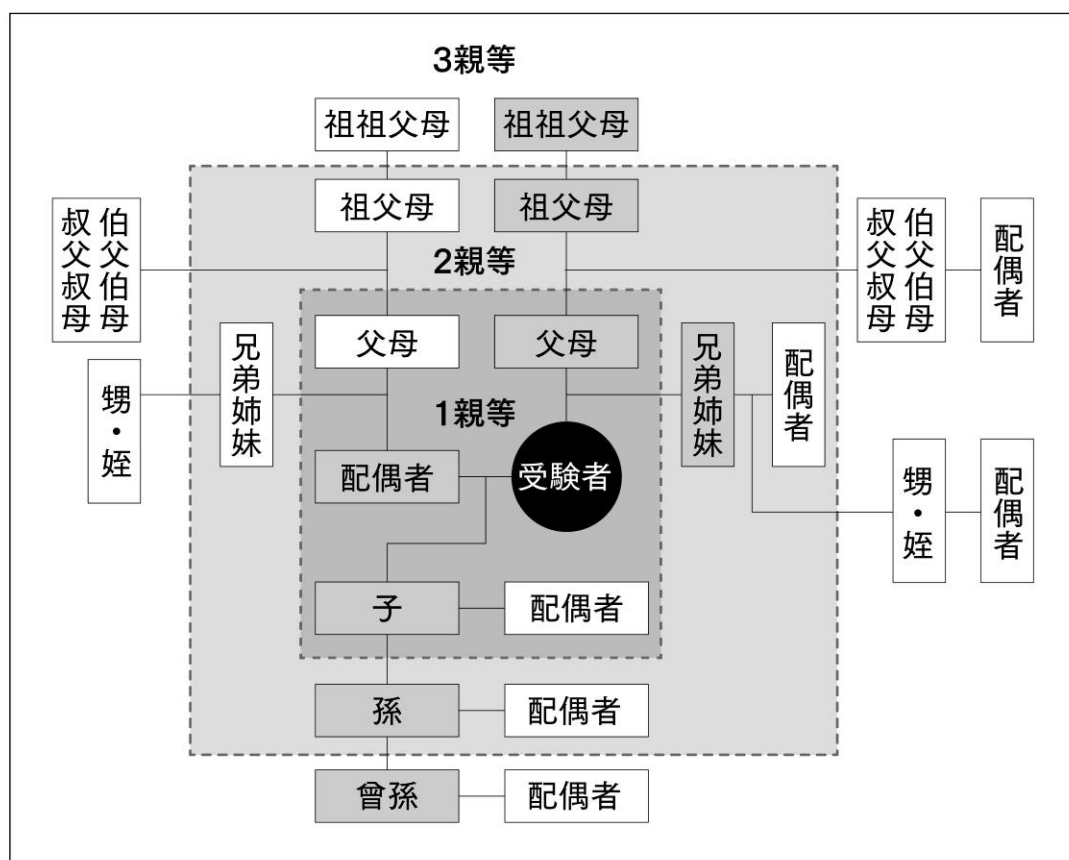 3親等
祖祖父母
祖祖父母
祖父母
祖父母
伯父伯母
叔父叔母
伯父伯母
叔父叔母
配偶者
2親等
父母
父母
兄弟姉妹
兄弟姉妹
配偶者
甥・姪
1親等
配偶者
受験者
甥・姪
配偶者
子
配偶者
孫
配偶者
曾孫
配偶者